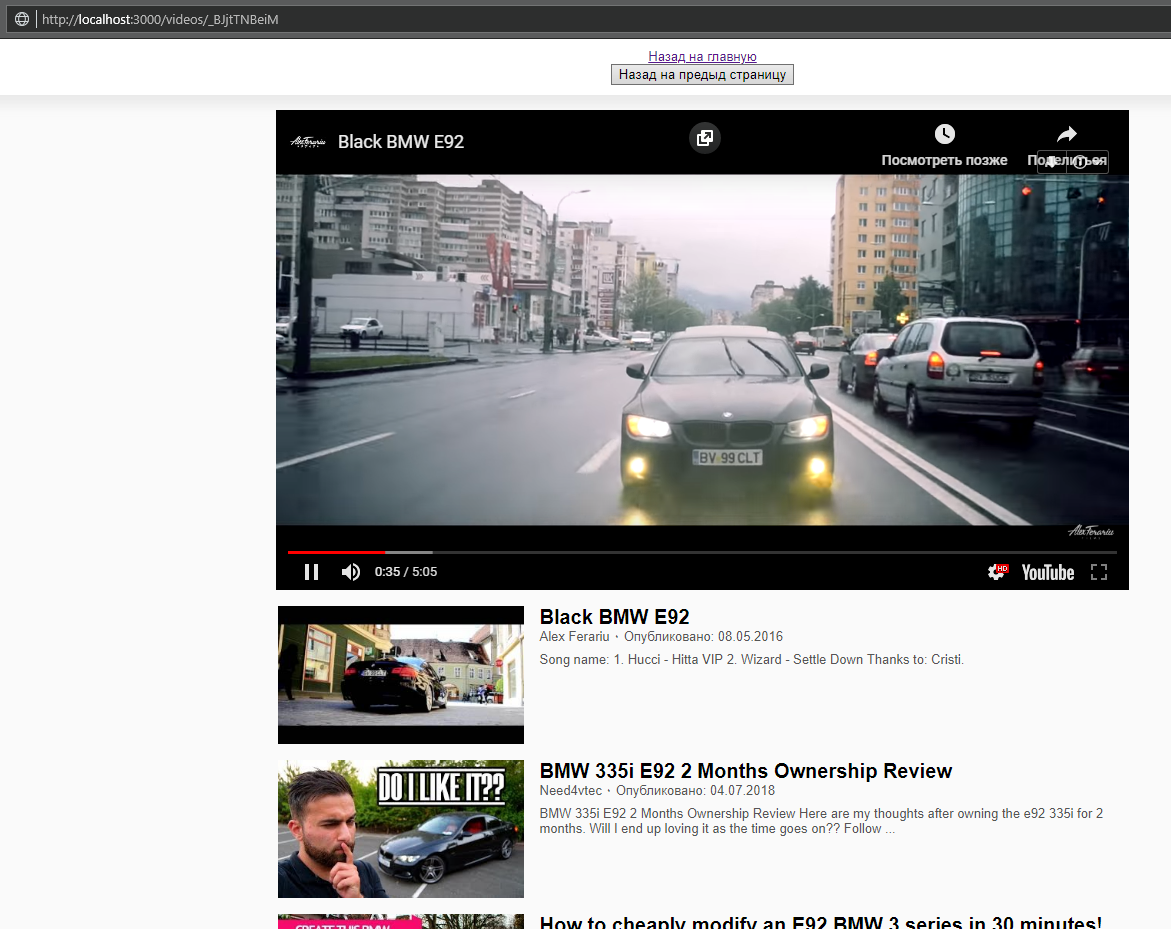 http://localhost:3000/videos/_BJjtTNBeiM
Назад на главную
Назад на предыд страницу
Alex Ferariu
Black BMW E92
Посмотреть позже
Поделиться
BV 99 CLT
Alex Ferariu
0:35 / 5:05
HD
YouTube
Black BMW E92
Alex Ferariu · Опубликовано: 08.05.2016
Song name: 1. Hucci - Hitta VIP 2. Wizard - Settle Down Thanks to: Cristi.
DO I LIKE IT??
BMW 335i E92 2 Months Ownership Review
Need4vtec · Опубликовано: 04.07.2018
BMW 335i E92 2 Months Ownership Review Here are my thoughts after owning the e92 335i for 2
months. Will I end up loving it as the time goes on?? Follow ...
CREATE THIS BMW
How to cheaply modify an E92 BMW 3 series in 30 minutes!